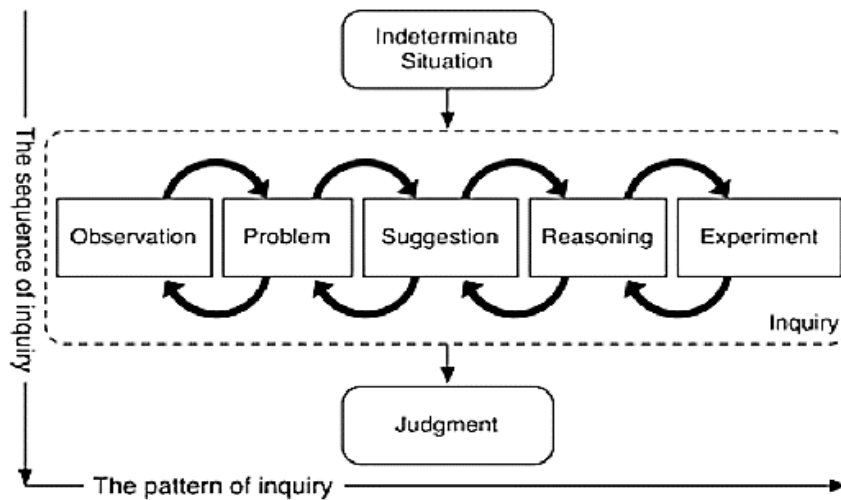 Indeterminate
Situation
The sequence of inquiry
Observation
Problem
Suggestion
Reasoning
Experiment
Inquiry
Judgment
The pattern of inquiry